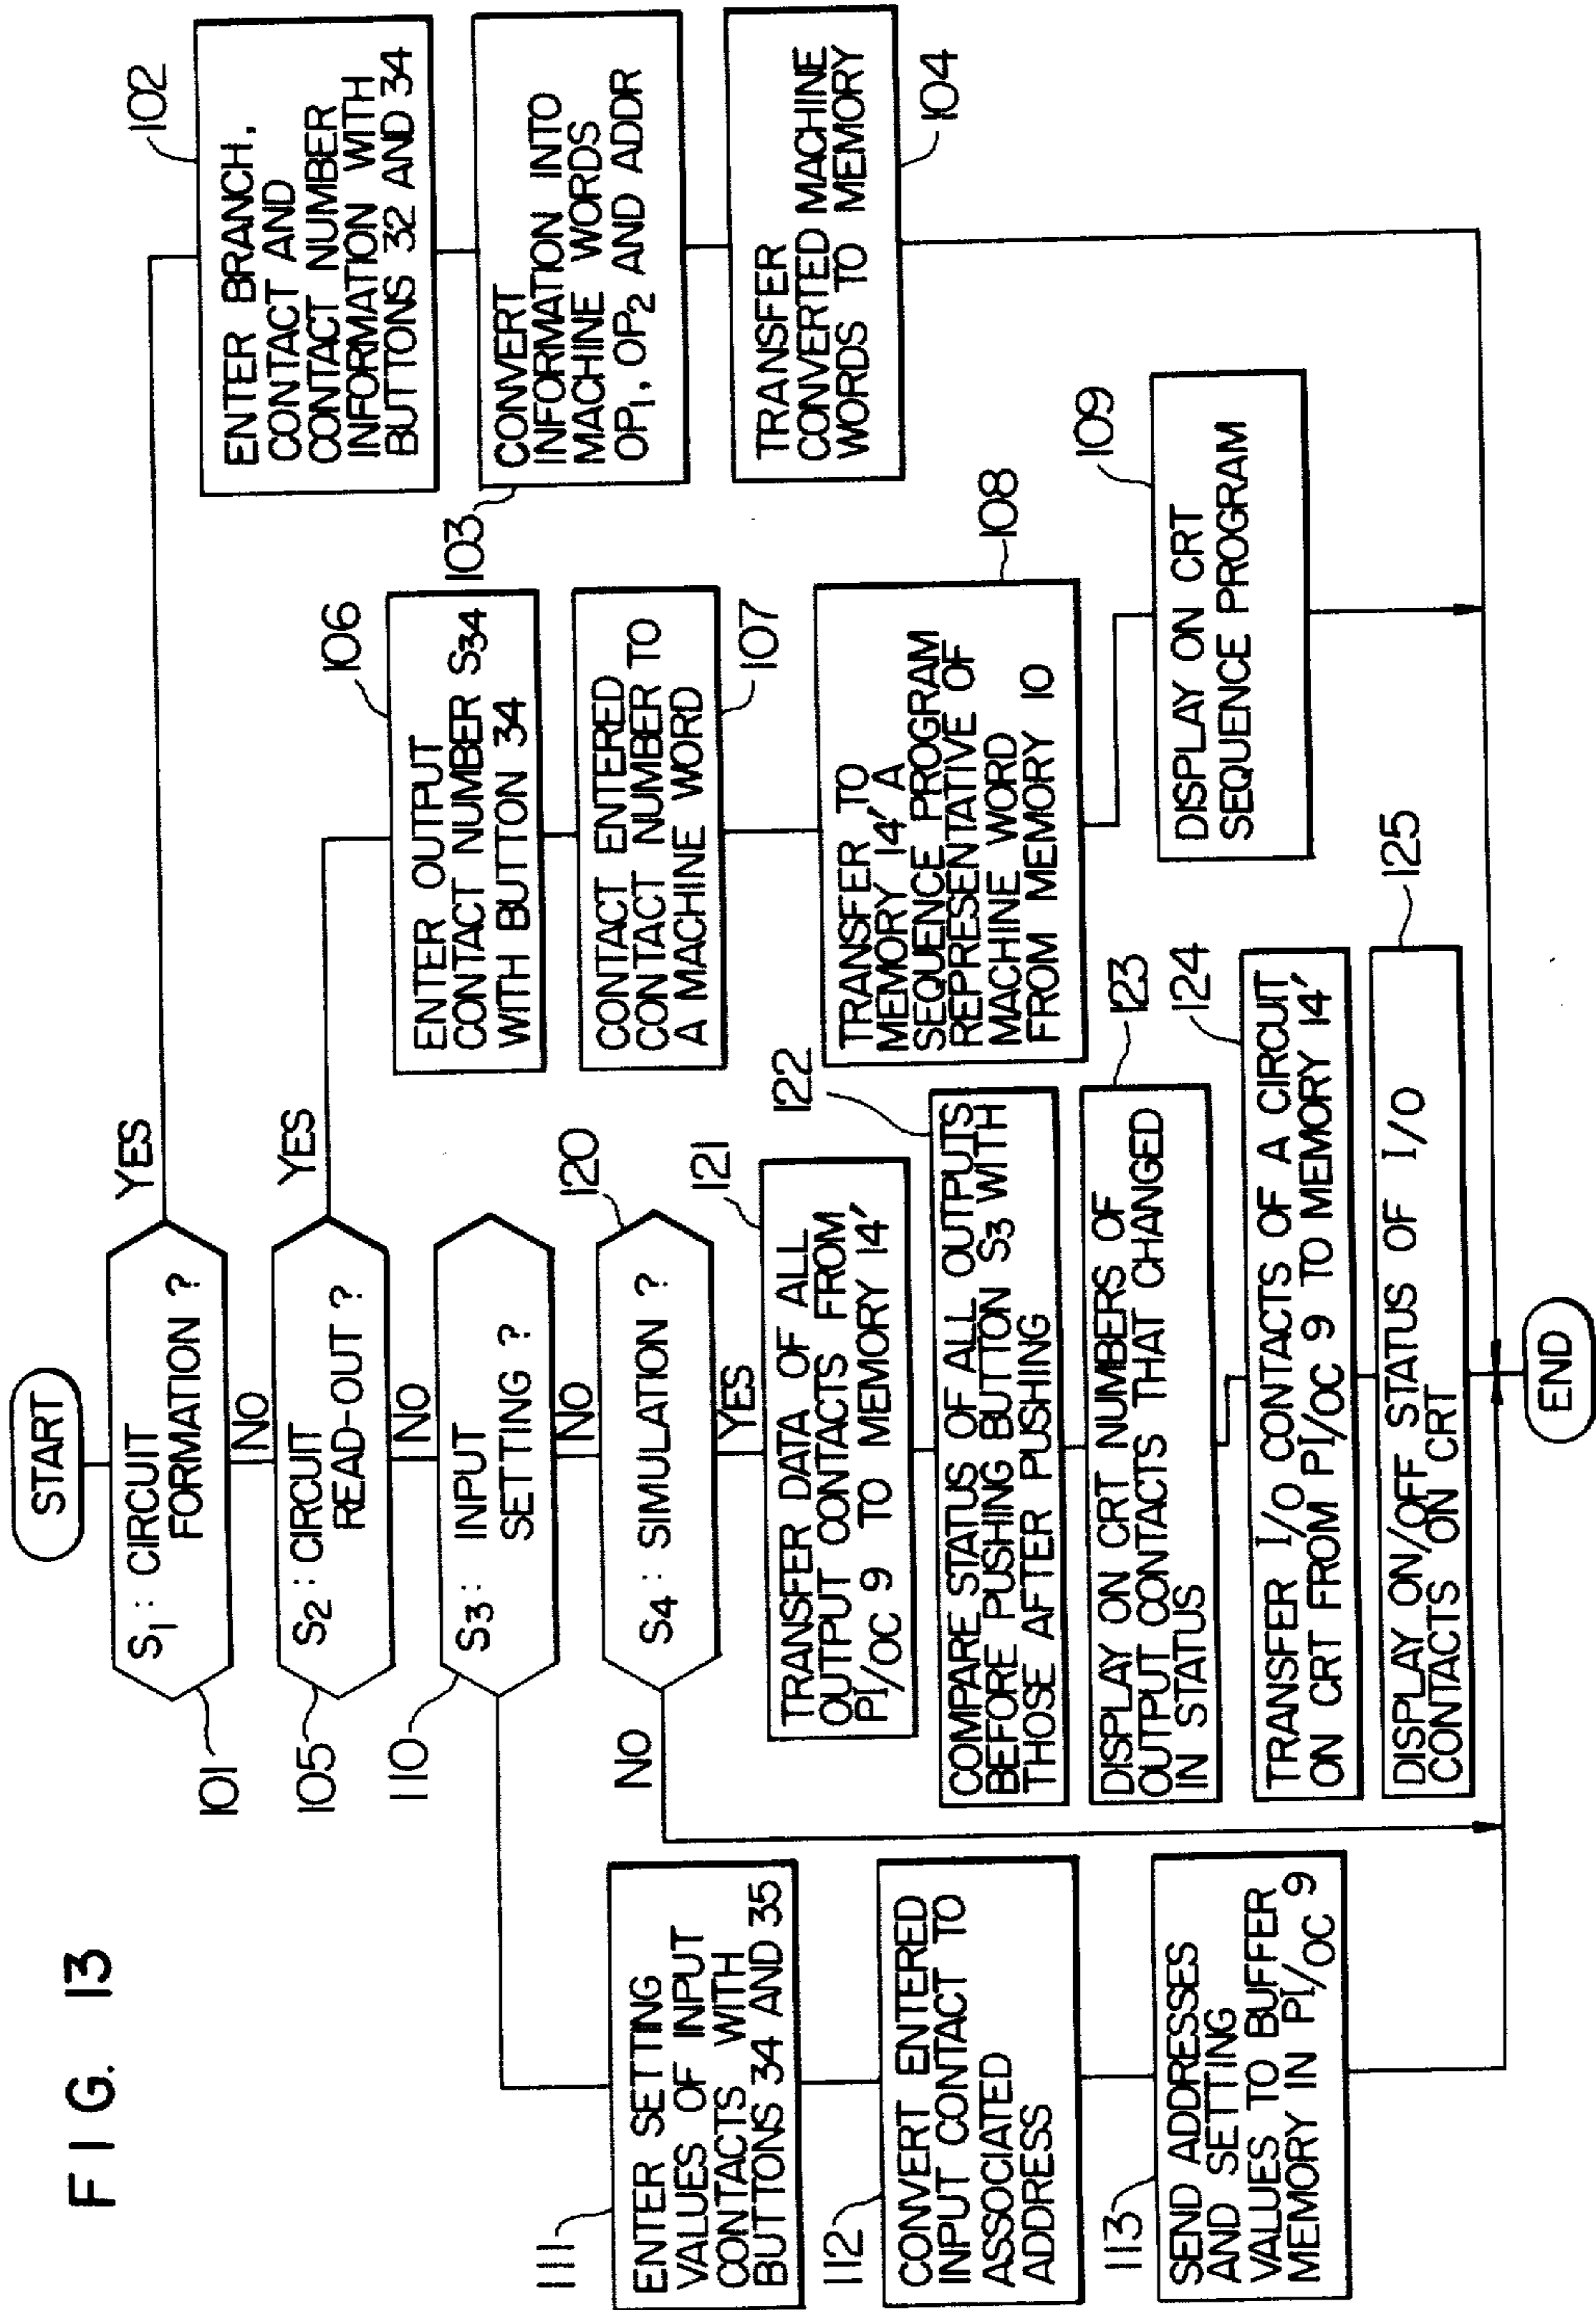 FIG. 13
START
S1 : CIRCUIT
FORMATION ?
101
YES
NO
S2 : CIRCUIT
READ-OUT ?
105
YES
NO
S3 : INPUT
SETTING ?
110
NO
S4 : SIMULATION ?
120
NO
YES
ENTER BRANCH,
CONTACT AND
CONTACT NUMBER
INFORMATION WITH
BUTTONS 32 AND 34
102
CONVERT
INFORMATION INTO
MACHINE WORDS
OP1, OP2 AND ADDR
103
TRANSFER
CONVERTED MACHINE
WORDS TO MEMORY
104
ENTER OUTPUT
CONTACT NUMBER S34
WITH BUTTON 34
106
CONTACT ENTERED
CONTACT NUMBER TO
A MACHINE WORD
107
TRANSFER TO
MEMORY 14' A
SEQUENCE PROGRAM
REPRESENTATIVE OF
MACHINE WORD
FROM MEMORY 10
108
DISPLAY ON CRT
SEQUENCE PROGRAM
109
ENTER SETTING
VALUES OF INPUT
CONTACTS WITH
BUTTONS 34 AND 35
111
CONVERT ENTERED
INPUT CONTACT TO
ASSOCIATED
ADDRESS
112
SEND ADDRESSES
AND SETTING
VALUES TO BUFFER
MEMORY IN PI/OC 9
113
TRANSFER DATA OF ALL
OUTPUT CONTACTS FROM
PI/OC 9 TO MEMORY 14'
121
COMPARE STATUS OF ALL OUTPUTS
BEFORE PUSHING BUTTON S3 WITH
THOSE AFTER PUSHING
122
DISPLAY ON CRT NUMBERS OF
OUTPUT CONTACTS THAT CHANGED
IN STATUS
123
TRANSFER I/O CONTACTS OF A CIRCUIT
ON CRT FROM PI/OC 9 TO MEMORY 14'
124
DISPLAY ON/OFF STATUS OF I/O
CONTACTS ON CRT
125
END